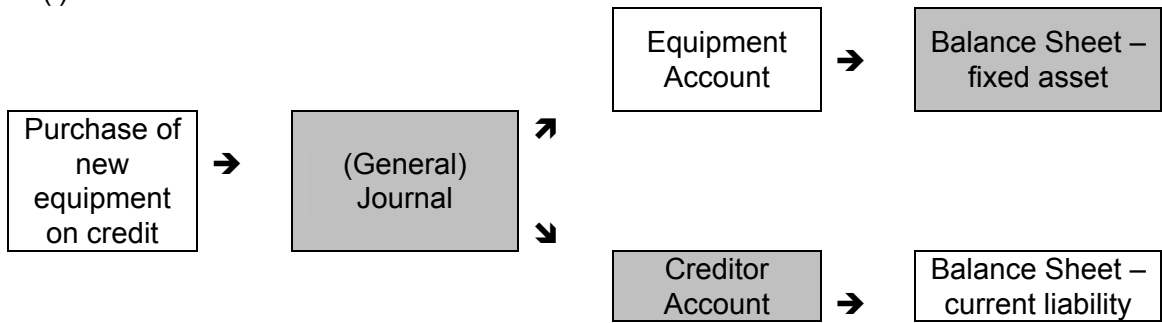 Equipment
Account
➔
Balance Sheet –
fixed asset
Purchase of
new
equipment
on credit
➔
(General)
Journal
Creditor
Account
➔
Balance Sheet –
current liability